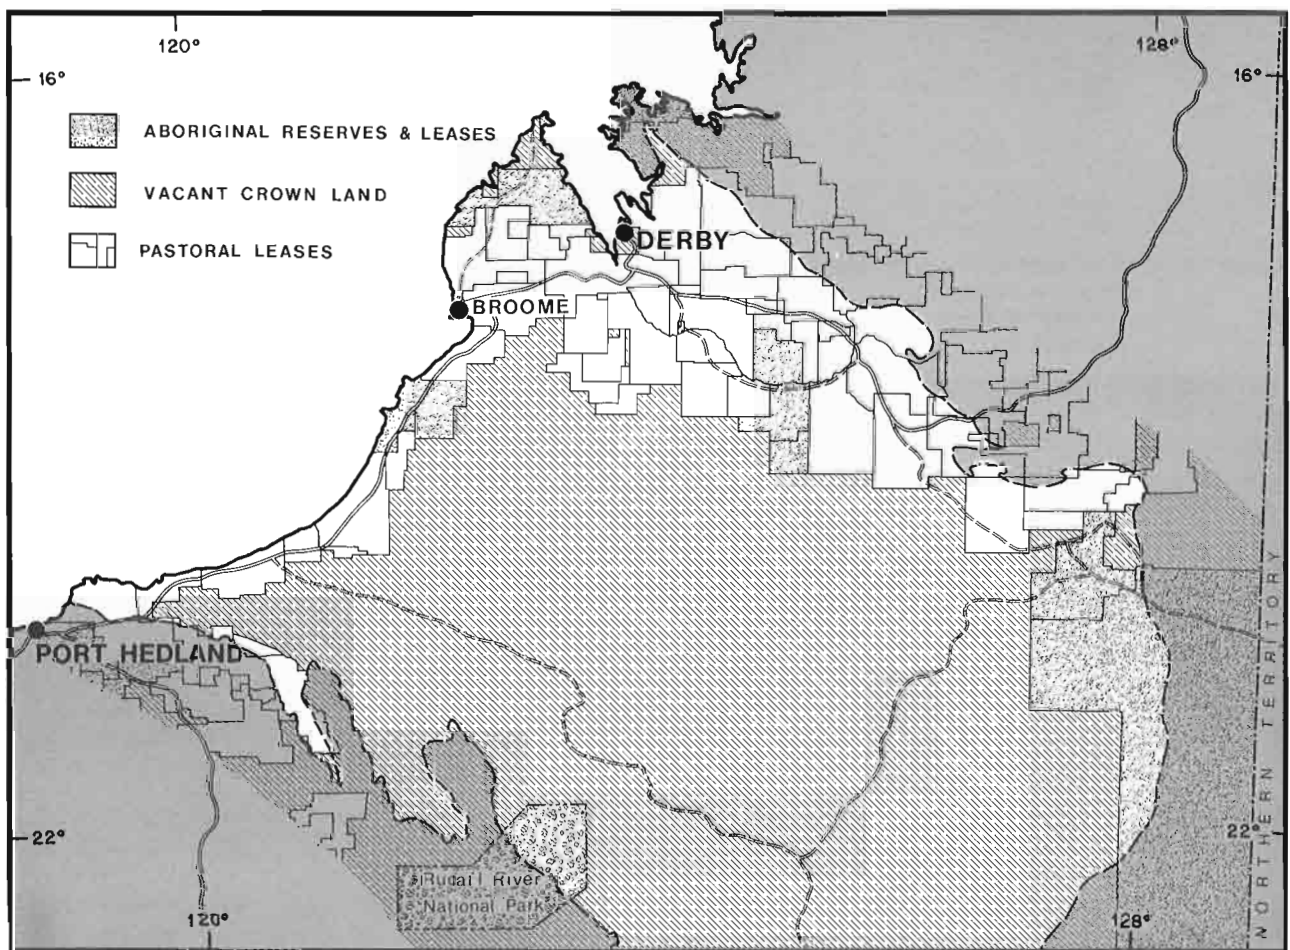 120° 128°
16° 16°
ABORIGINAL RESERVES & LEASES
VACANT CROWN LAND
PASTORAL LEASES
DERBY
BROOME
PORT HEDLAND
NORTHERN TERRITORY
22° 22°
River
National Park
120° 128°